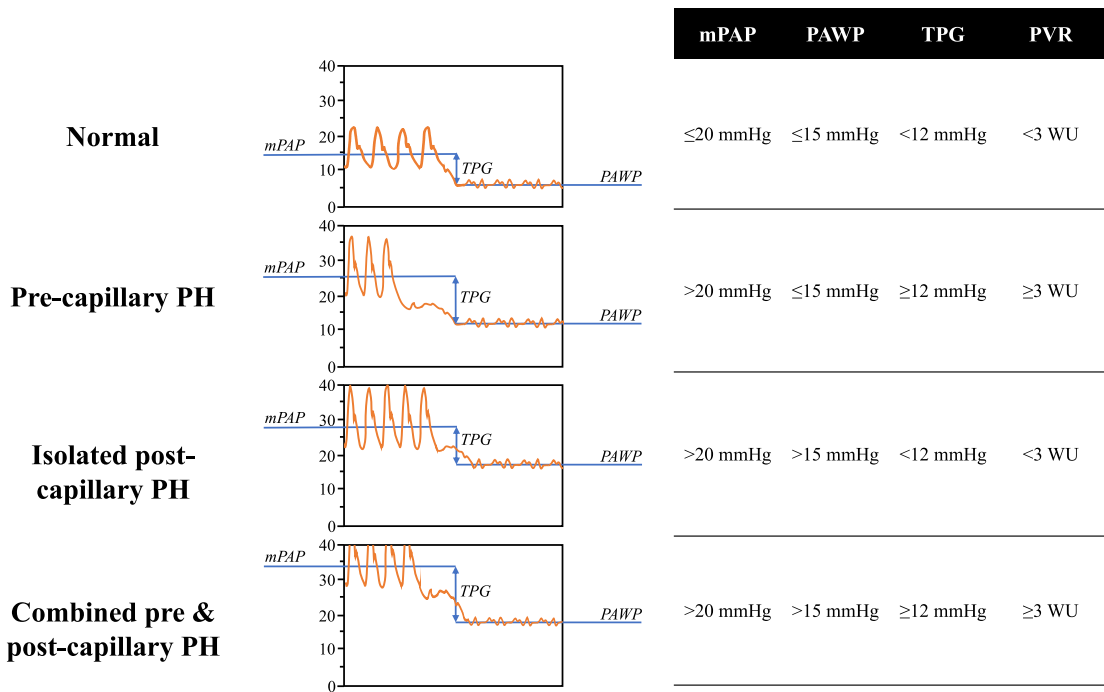 mPAP PAWP TPG PVR
Normal
40
30
20
10
0
mPAP
TPG
PAWP
≤20 mmHg ≤15 mmHg <12 mmHg <3 WU
Pre-capillary PH
40
30
20
10
0
mPAP
TPG
PAWP
>20 mmHg ≤15 mmHg ≥12 mmHg ≥3 WU
Isolated post-
capillary PH
40
30
20
10
0
mPAP
TPG
PAWP
>20 mmHg >15 mmHg <12 mmHg <3 WU
Combined pre &
post-capillary PH
40
30
20
10
0
mPAP
TPG
PAWP
>20 mmHg >15 mmHg ≥12 mmHg ≥3 WU